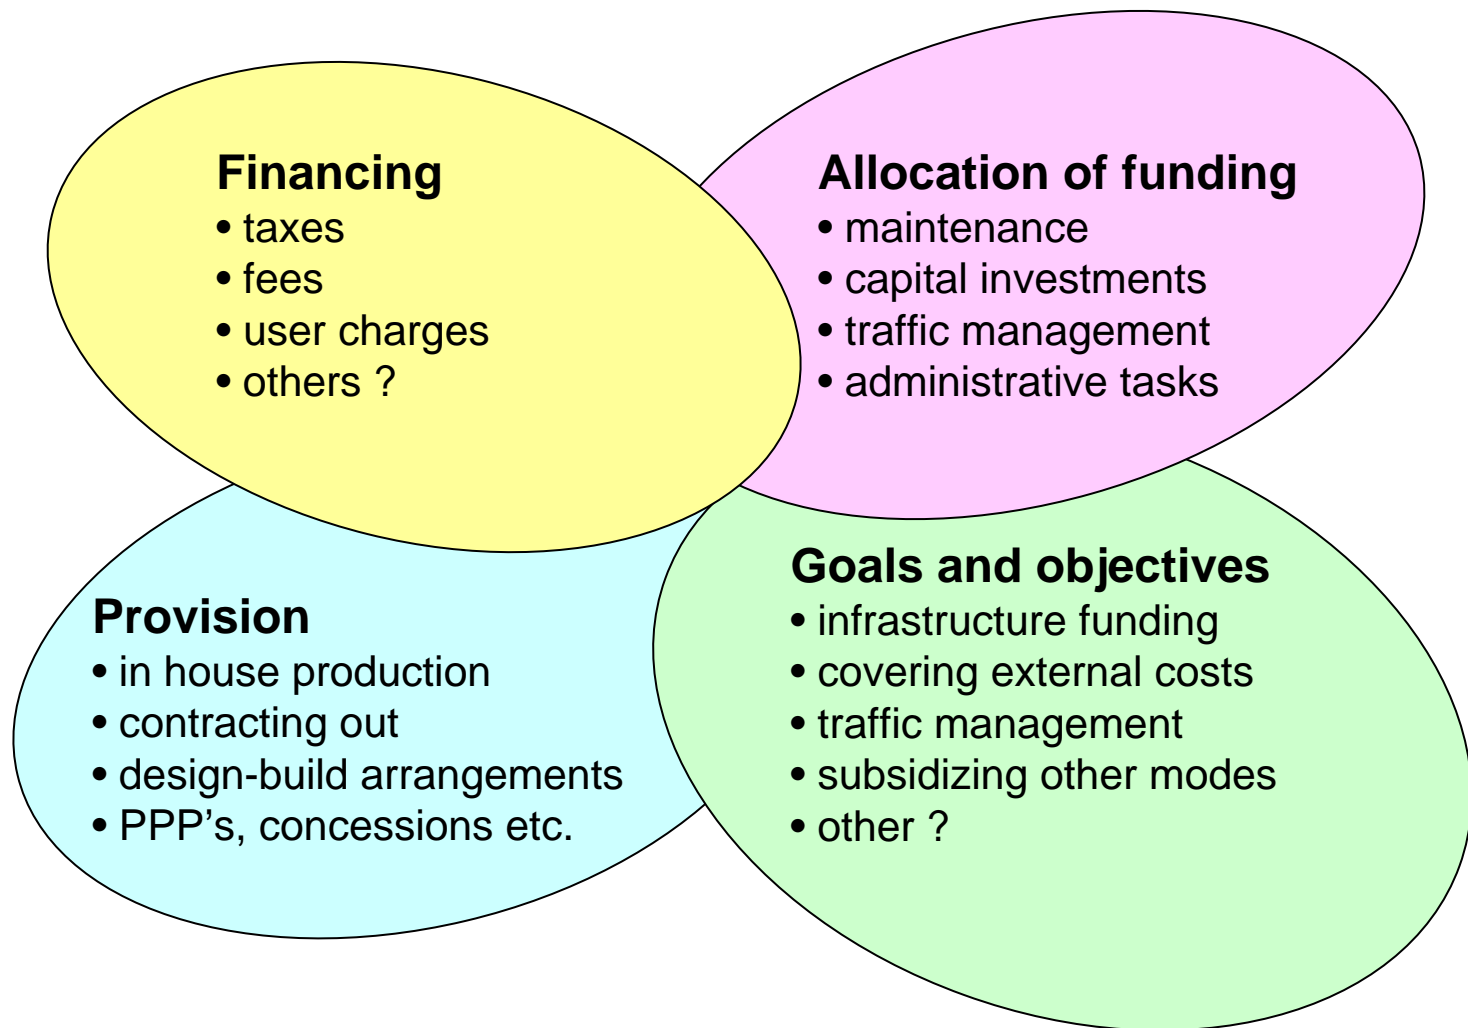 Financing
• taxes
• fees
• user charges
• others ?
Allocation of funding
• maintenance
• capital investments
• traffic management
• administrative tasks
Provision
• in house production
• contracting out
• design-build arrangements
• PPP’s, concessions etc.
Goals and objectives
• infrastructure funding
• covering external costs
• traffic management
• subsidizing other modes
• other ?